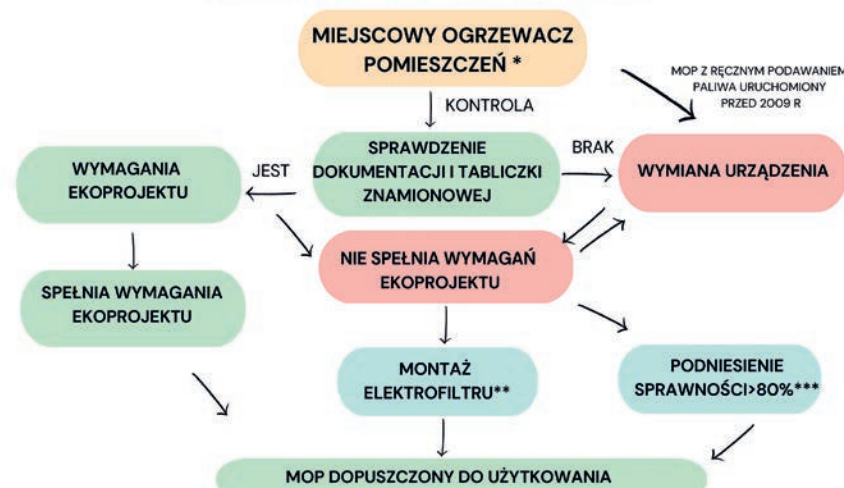 MIEJSCOWY OGRZEWACZ
POMIESZCZEŃ *
MOP Z RĘCZNYM PODAWANIEM
PALIWA URUCHOMIONY
PRZED 2009 R
KONTROLA
WYMAGANIA
EKOPROJEKTU
JEST
SPRAWDZENIE
DOKUMENTACJI I TABLICZKI
ZNAMIONOWEJ
BRAK
WYMIANA URZĄDZENIA
NIE SPEŁNIA WYMAGAŃ
EKOPROJEKTU
SPEŁNIA WYMAGANIA
EKOPROJEKTU
MONTAŻ
ELEKTROFILTRU**
PODNIESIENIE
SPRAWNOŚCI>80%***
MOP DOPUSZCZONY DO UŻYTKOWANIA